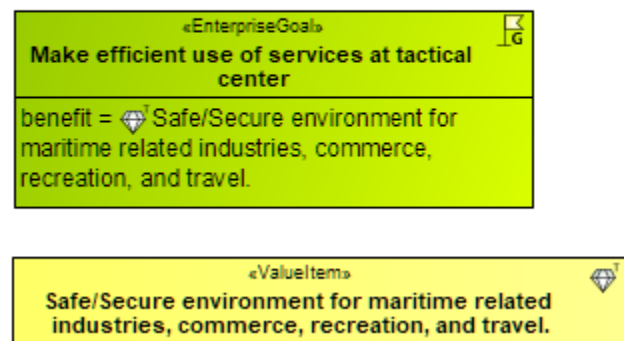 «EnterpriseGoal»
G
Make efficient use of services at tactical
center
benefit = T Safe/Secure environment for
maritime related industries, commerce,
recreation, and travel.
«ValueItem»
T
Safe/Secure environment for maritime related
industries, commerce, recreation, and travel.